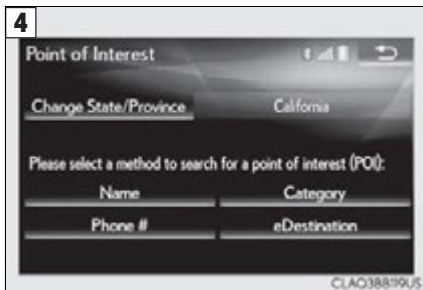 4
Point of Interest
Change State/Province California
Please select a method to search for a point of interest (POI):
Name Category
Phone # eDestination
CLAO388119US